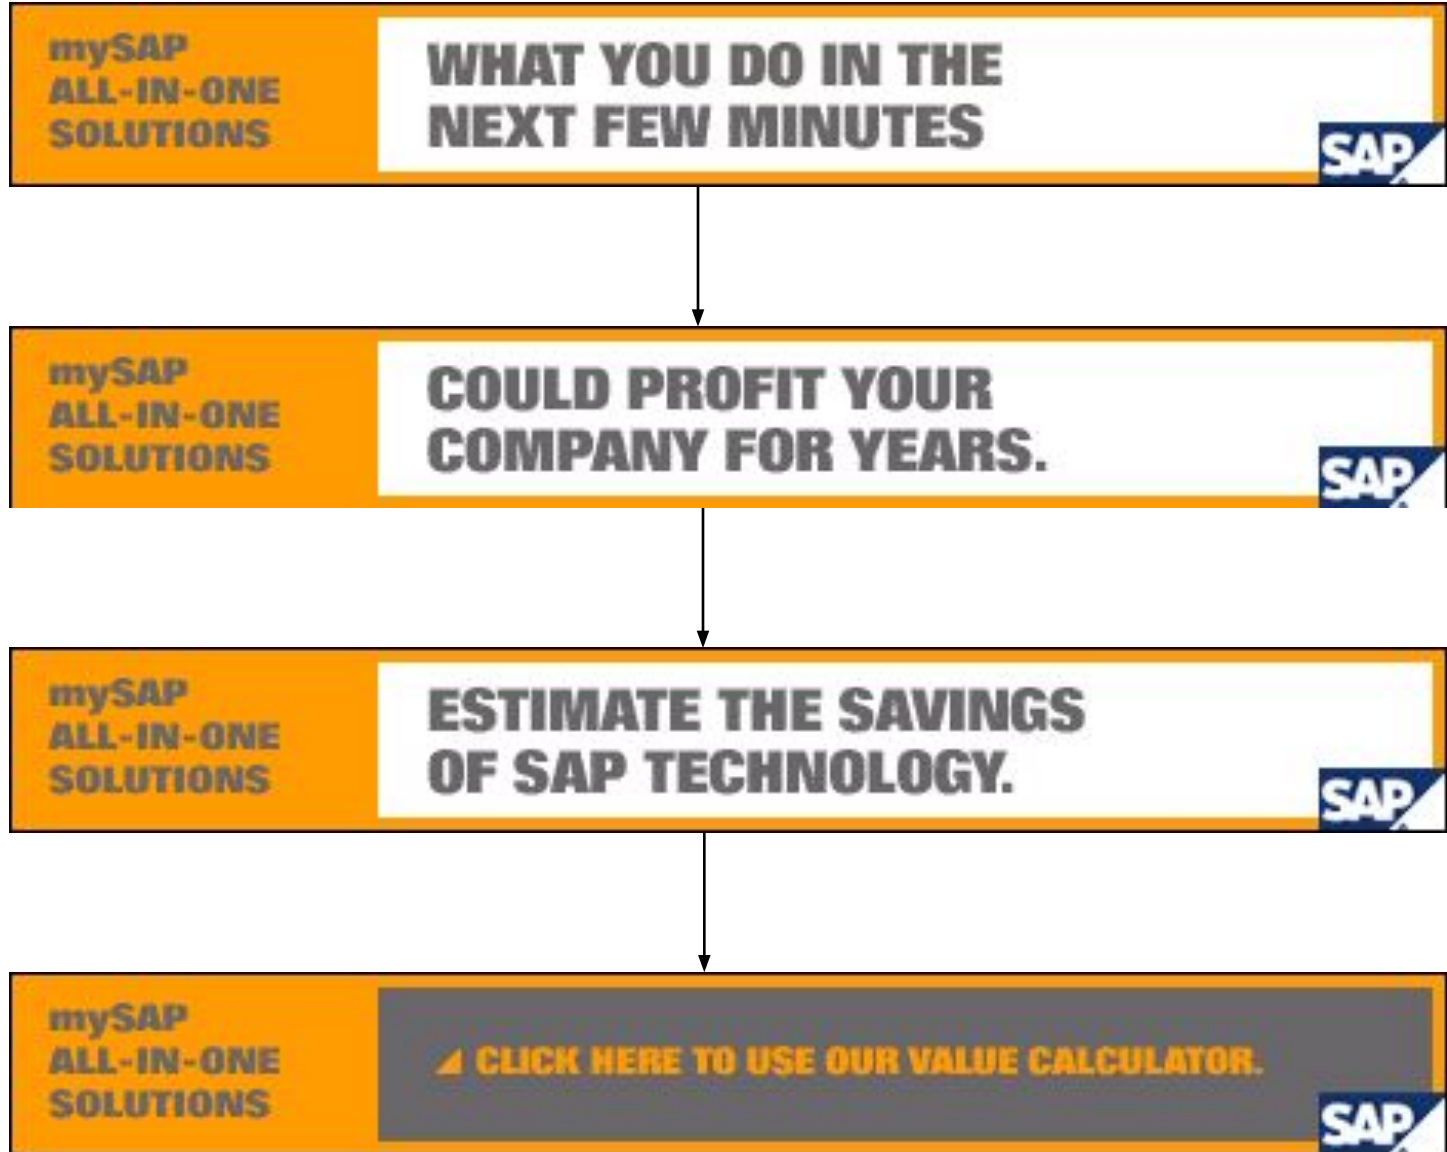 mySAP
ALL-IN-ONE
SOLUTIONS
WHAT YOU DO IN THE
NEXT FEW MINUTES
SAP
mySAP
ALL-IN-ONE
SOLUTIONS
COULD PROFIT YOUR
COMPANY FOR YEARS.
SAP
mySAP
ALL-IN-ONE
SOLUTIONS
ESTIMATE THE SAVINGS
OF SAP TECHNOLOGY.
SAP
mySAP
ALL-IN-ONE
SOLUTIONS
CLICK HERE TO USE OUR VALUE CALCULATOR.
SAP